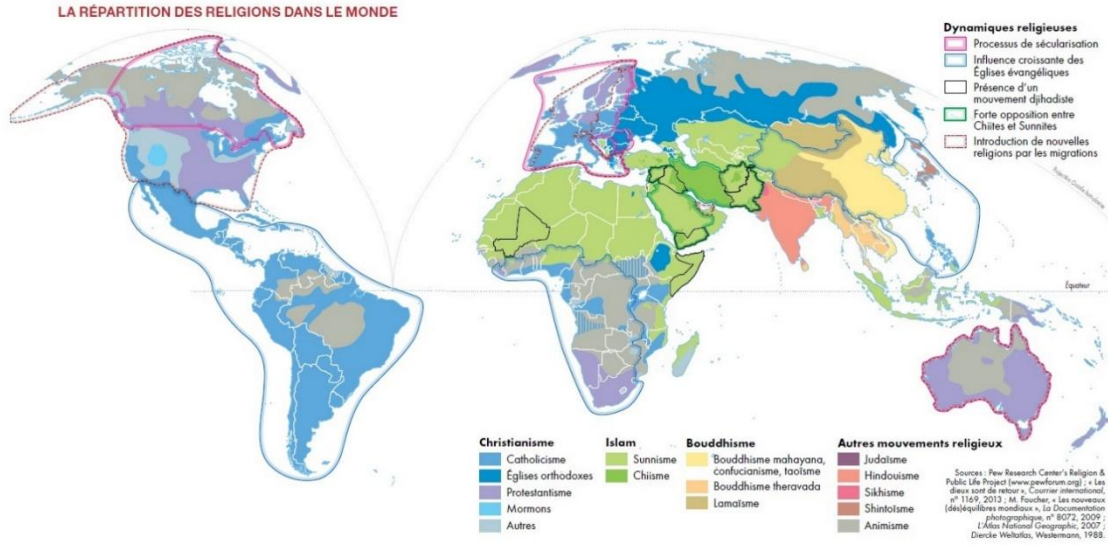 LA RÉPARTITION DES RELIGIONS DANS LE MONDE
Dynamiques religieuses
Processus de sécularisation
Influence croissante des
Églises évangéliques
Présence d'un
mouvement djihadiste
Forte opposition entre
Chiites et Sunnites
Introduction de nouvelles
religions par les migrations
Équateur
Christianisme
Catholicisme
Églises orthodoxes
Protestantisme
Mormons
Autres
Islam
Sunnisme
Chiisme
Bouddhisme
Bouddhisme mahayana,
confucianisme, taoïsme
Bouddhisme theravada
Lamaïsme
Autres mouvements religieux
Judaïsme
Hindouisme
Sikhisme
Shintoïsme
Animisme
Sources : Pew Research Center's Religion &
Public Life Project (www.pewforum.org) ; « Les
dieux sont de retour », Courrier international,
n° 1169, 2013 ; M. Foucher, « Les nouveaux
(dés)équilibres mondiaux », La Documentation
photographique, n° 8072, 2009 ;
L'Atlas National Geographic, 2007 ;
Diercke Weltatlas, Westermann, 1988.